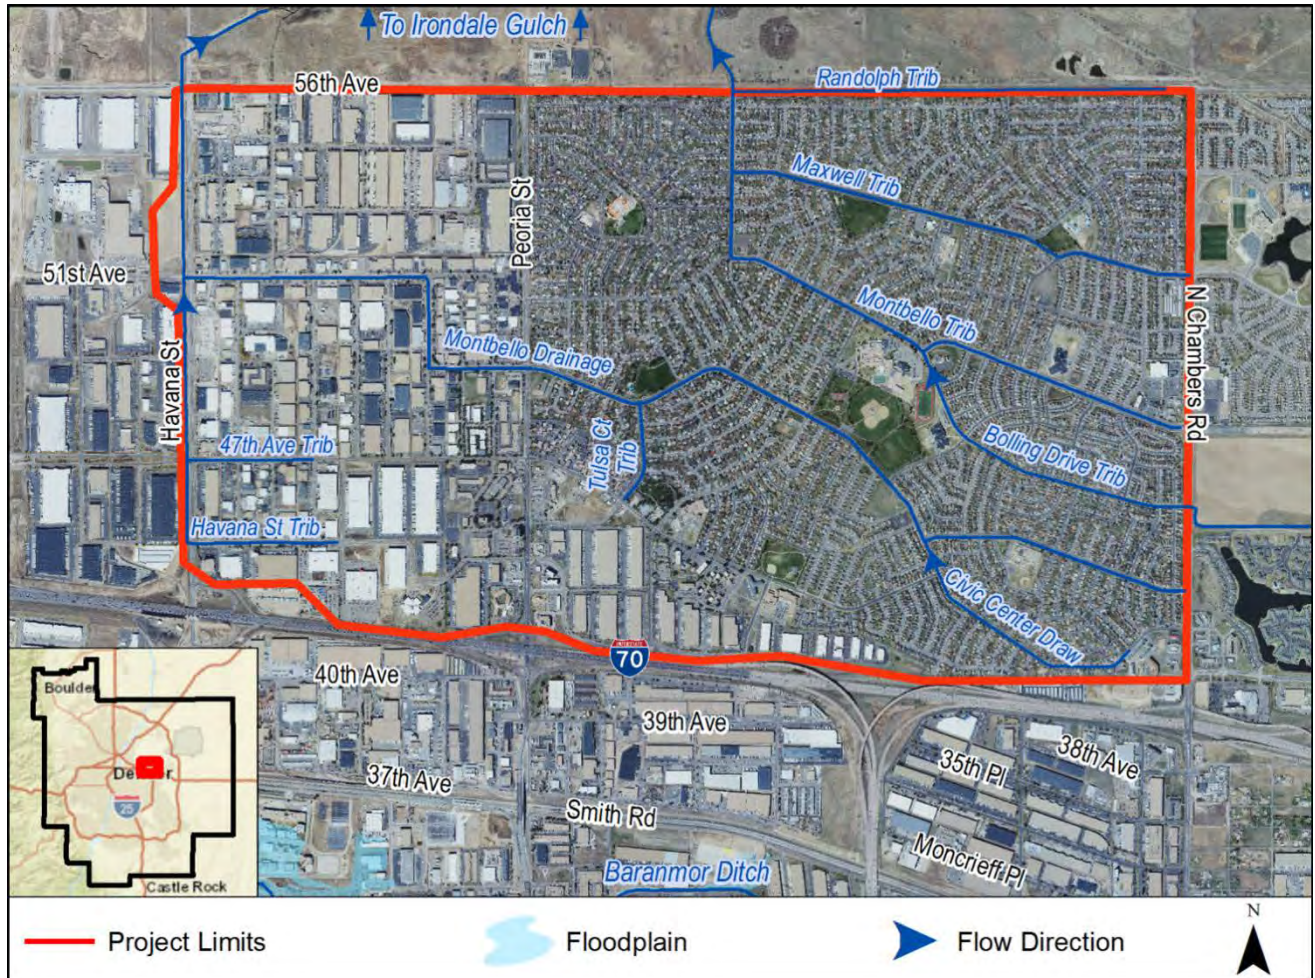 To Irondale Gulch
56th Ave
Randolph Trib
Maxwell Trib
Peoria St
51st Ave
Havana St
Montbello Drainage
Montbello Trib
N Chambers Rd
47th Ave Trib
Tulsa Ct
Trib
Bolling Drive Trib
Havana St Trib
Civic Center Draw
INTERSTATE
70
40th Ave
39th Ave
38th Ave
35th Pl
37th Ave
Smith Rd
Moncrieff Pl
Baranmor Ditch
Boulder
Denver
25
Castle Rock
Project Limits
Floodplain
Flow Direction
N